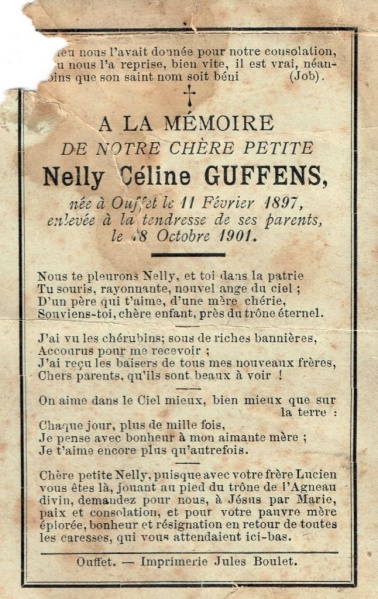 nous l'avait donnée pour notre consolation,
nous l'a reprise, bien vite, il est vrai, néan-
que son saint nom soit béni (Job).
A LA MÉMOIRE
DE NOTRE CHÈRE PETITE
Nelly Céline GUFFENS,
née à Ouffet le 11 Février 1897,
enlevée à la tendresse de ses parents,
le 8 Octobre 1901.
Nous te pleurons Nelly, et toi dans la patrie
Tu souris, rayonnante, nouvel ange du ciel ;
D'un père qui t'aime, d'une mère chérie,
Souviens-toi, chère enfant, près du trône éternel.
J'ai vu les chérubins; sous de riches bannières,
Accourus pour me recevoir ;
J'ai reçu les baisers de tous mes nouveaux frères,
Chers parents, qu'ils sont beaux à voir !
On aime dans le Ciel mieux, bien mieux que sur
la terre :
Chaque jour, plus de mille fois,
Je pense avec bonheur à mon aimante mère ;
Je t'aime encore plus qu'autrefois.
Chère petite Nelly, puisque avec votre frère Lucien
vous êtes là, jouant au pied du trône de l'Agneau
divin, demandez pour nous, à Jésus par Marie,
paix et consolation, et pour votre pauvre mère
éplorée, bonheur et résignation en retour de toutes
les caresses, qui vous attendaient ici-bas.
Ouffet. — Imprimerie Jules Boulet.